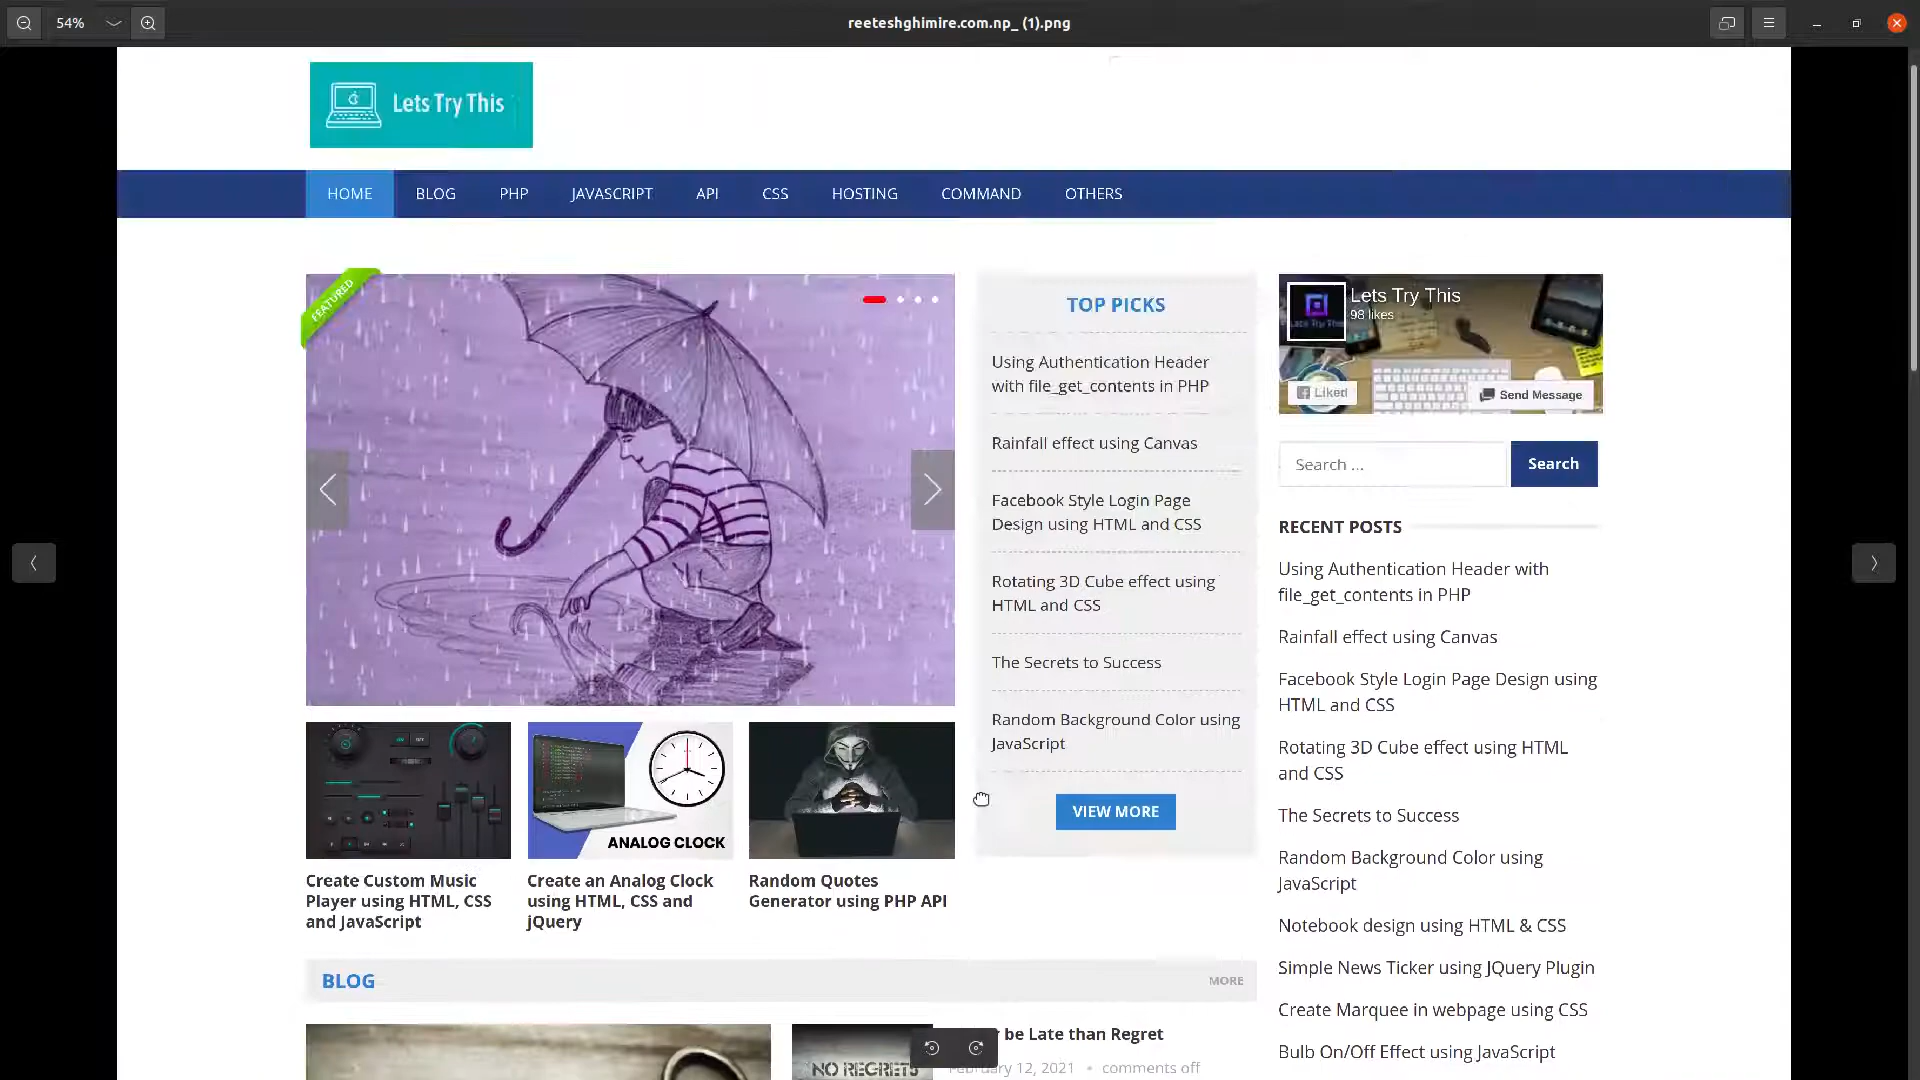 54%
reeteshghimire.com.np_ (1).png
Lets Try This
HOME BLOG PHP JAVASCRIPT API CSS HOSTING COMMAND OTHERS
FEATURED
TOP PICKS
Using Authentication Header
with file_get_contents in PHP
Rainfall effect using Canvas
Facebook Style Login Page
Design using HTML and CSS
Rotating 3D Cube effect using
HTML and CSS
The Secrets to Success
Random Background Color using
JavaScript
VIEW MORE
Lets Try This
98 likes
Lets Try This
Liked
Send Message
Search ...
Search
RECENT POSTS
Using Authentication Header with
file_get_contents in PHP
Rainfall effect using Canvas
Facebook Style Login Page Design using
HTML and CSS
Rotating 3D Cube effect using HTML
and CSS
The Secrets to Success
Random Background Color using
JavaScript
Notebook design using HTML & CSS
Simple News Ticker using JQuery Plugin
Create Marquee in webpage using CSS
Bulb On/Off Effect using JavaScript
ANALOG CLOCK
Create Custom Music
Player using HTML, CSS
and JavaScript
Create an Analog Clock
using HTML, CSS and
jQuery
Random Quotes
Generator using PHP API
BLOG
MORE
NO REGRETS
be Late than Regret
February 12, 2021 • comments off